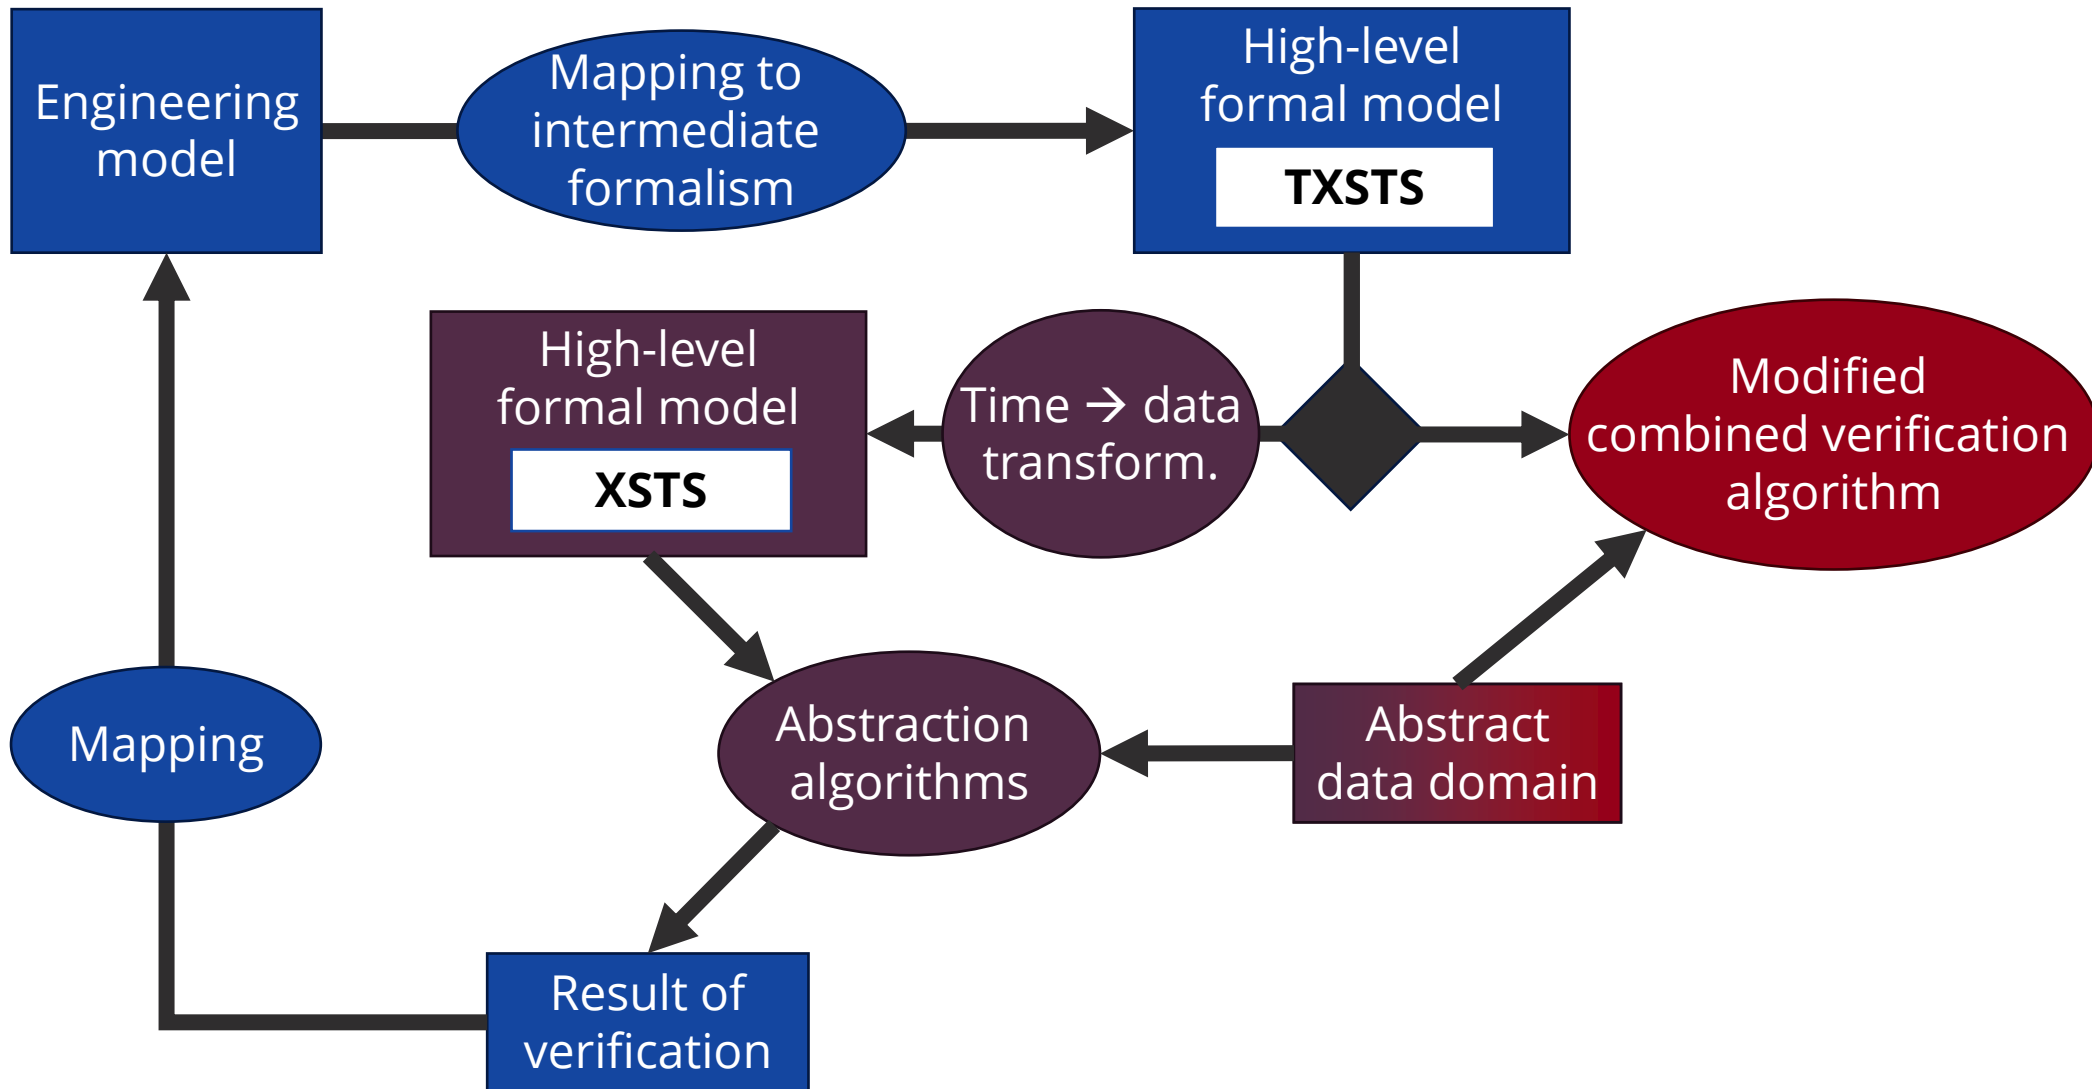 Engineering
model
Mapping to
intermediate
formalism
High-level
formal model
TXSTS
High-level
formal model
XSTS
Time → data
transform.
Modified
combined verification
algorithm
Mapping
Abstraction
algorithms
Abstract
data domain
Result of
verification